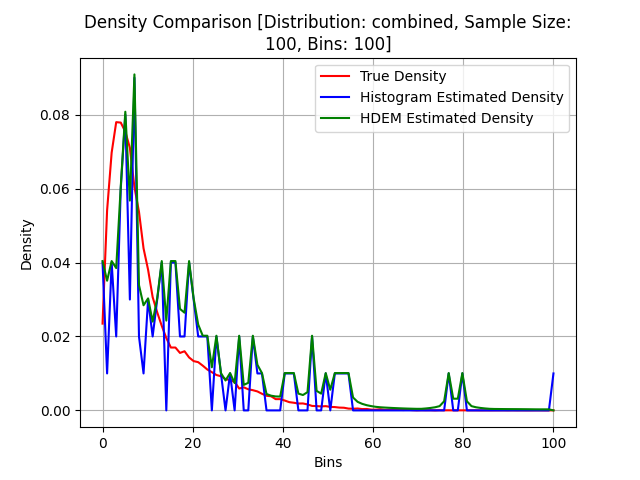 Density Comparison [Distribution: combined, Sample Size:
100, Bins: 100]
True Density
Histogram Estimated Density
HDEM Estimated Density
Density
0.08
0.06
0.04
0.02
0.00
0 20 40 60 80 100
Bins